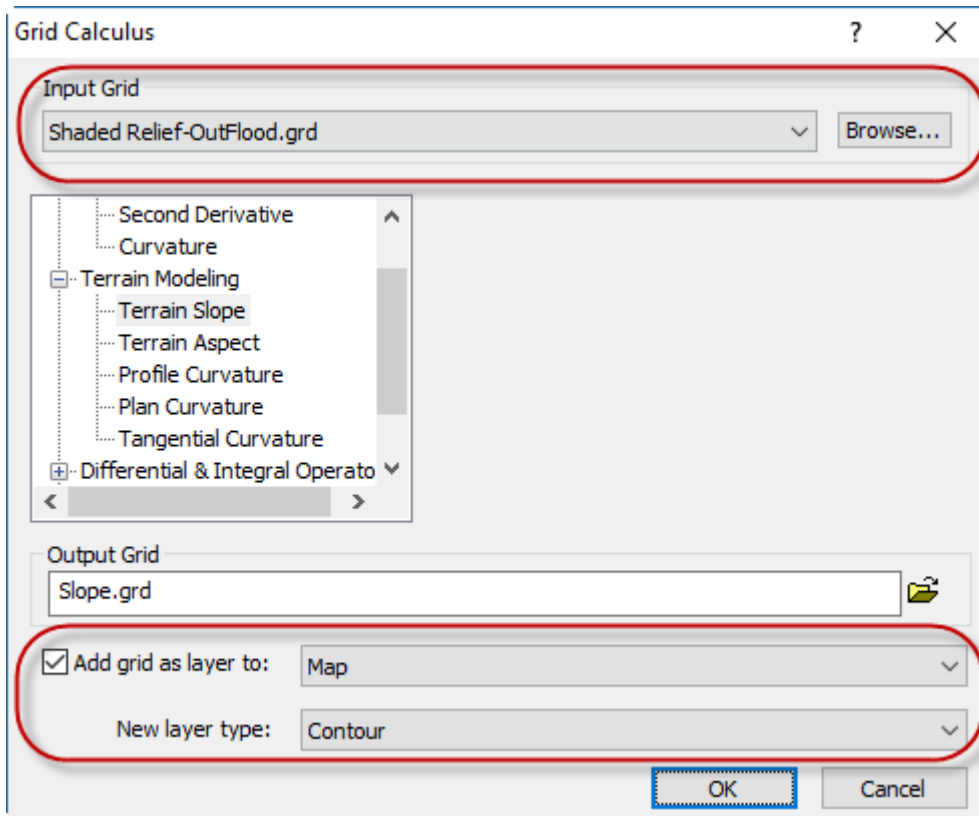 Grid Calculus ?
Input Grid
Shaded Relief-OutFlood.grd Browse...
Second Derivative
Curvature
Terrain Modeling
Terrain Slope
Terrain Aspect
Profile Curvature
Plan Curvature
Tangential Curvature
Differential & Integral Operato
Output Grid
Slope.grd
Add grid as layer to: Map
New layer type: Contour
OK Cancel